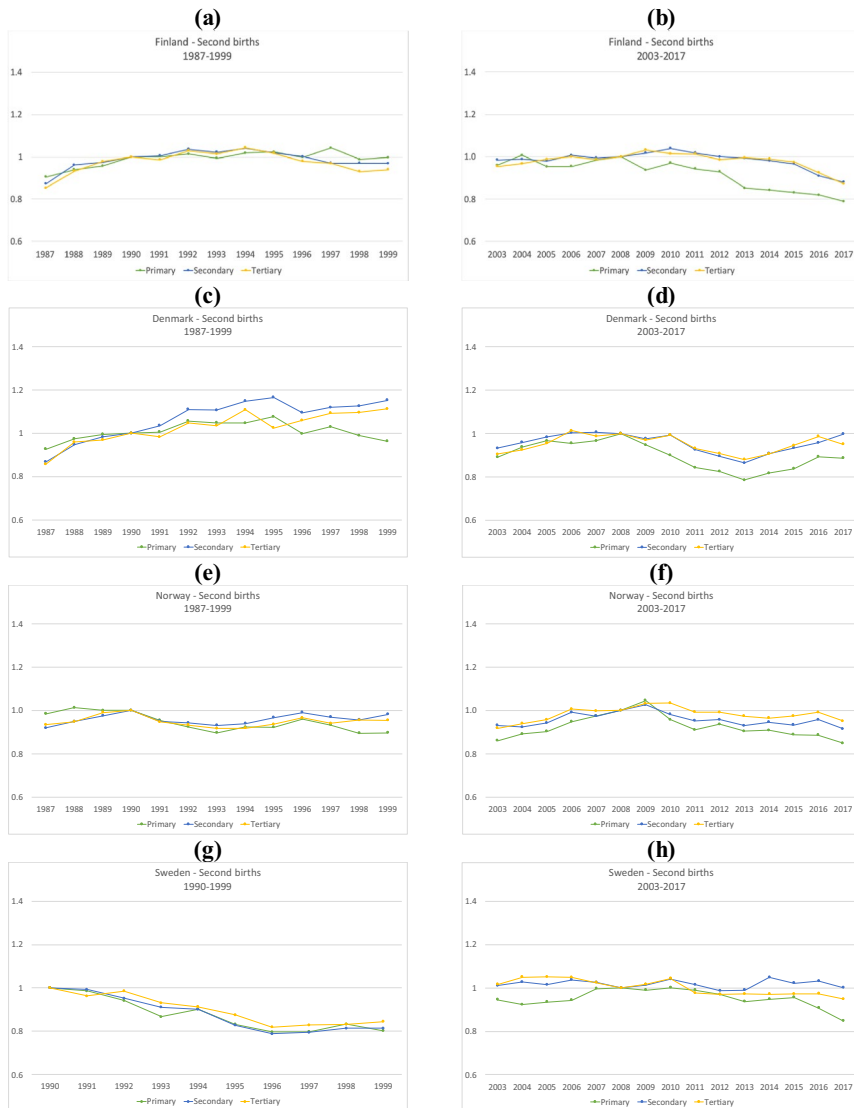 (a)
Finland - Second births
1987-1999
1.4
1.2
1
0.8
0.6
1987 1988 1989 1990 1991 1992 1993 1994 1995 1996 1997 1998 1999
Primary Secondary Tertiary
(b)
Finland - Second births
2003-2017
1.4
1.2
1
0.8
0.6
2003 2004 2005 2006 2007 2008 2009 2010 2011 2012 2013 2014 2015 2016 2017
Primary Secondary Tertiary
(c)
Denmark - Second births
1987-1999
1.4
1.2
1
0.8
0.6
1987 1988 1989 1990 1991 1992 1993 1994 1995 1996 1997 1998 1999
Primary Secondary Tertiary
(d)
Denmark - Second births
2003-2017
1.4
1.2
1
0.8
0.6
2003 2004 2005 2006 2007 2008 2009 2010 2011 2012 2013 2014 2015 2016 2017
Primary Secondary Tertiary
(e)
Norway - Second births
1987-1999
1.4
1.2
1.0
0.8
0.6
1987 1988 1989 1990 1991 1992 1993 1994 1995 1996 1997 1998 1999
Primary Secondary Tertiary
(f)
Norway - Second births
2003-2017
1.4
1.2
1.0
0.8
0.6
2003 2004 2005 2006 2007 2008 2009 2010 2011 2012 2013 2014 2015 2016 2017
Primary Secondary Tertiary
(g)
Sweden - Second births
1990-1999
1.4
1.2
1
0.8
0.6
1990 1991 1992 1993 1994 1995 1996 1997 1998 1999
Primary Secondary Tertiary
(h)
Sweden - Second births
2003-2017
1.4
1.2
1
0.8
0.6
2003 2004 2005 2006 2007 2008 2009 2010 2011 2012 2013 2014 2015 2016 2017
Primary Secondary Tertiary